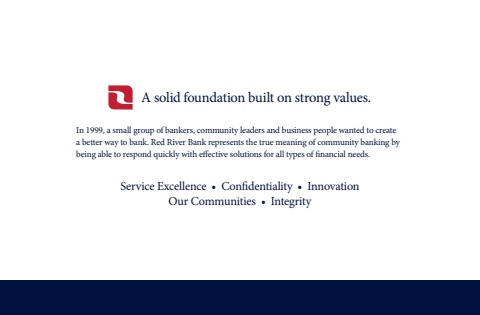 A solid foundation built on strong values.
In 1999, a small group of bankers, community leaders and business people wanted to create
a better way to bank. Red River Bank represents the true meaning of community banking by
being able to respond quickly with effective solutions for all types of financial needs.
Service Excellence • Confidentiality • Innovation
Our Communities • Integrity